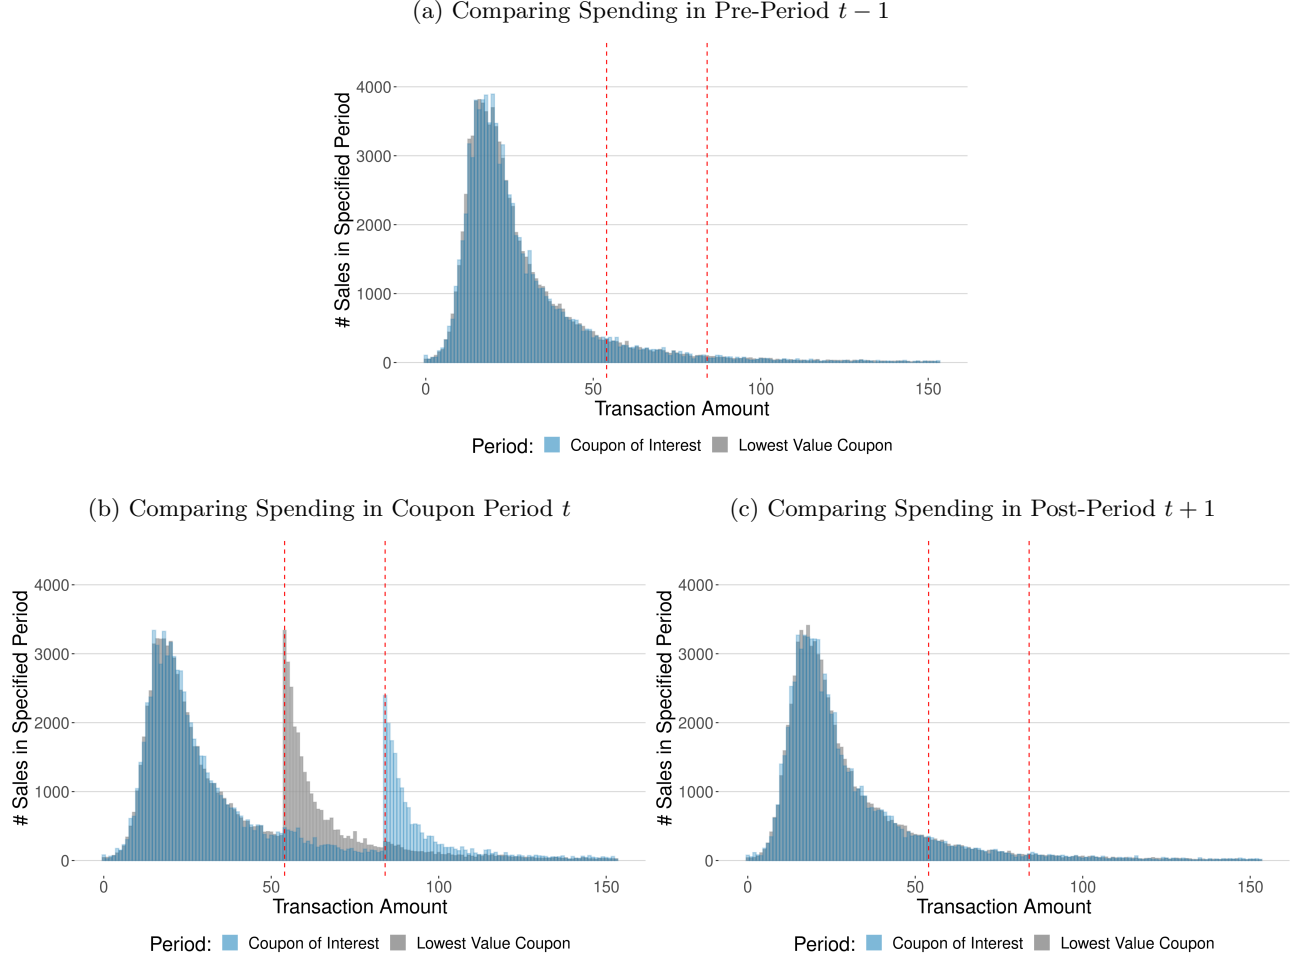 (a) Comparing Spending in Pre-Period t − 1
# Sales in Specified Period
4000
3000
2000
1000
0
0 50 100 150
Transaction Amount
Period: Coupon of Interest Lowest Value Coupon
(b) Comparing Spending in Coupon Period t
# Sales in Specified Period
4000
3000
2000
1000
0
0 50 100 150
Transaction Amount
Period: Coupon of Interest Lowest Value Coupon
(c) Comparing Spending in Post-Period t + 1
# Sales in Specified Period
4000
3000
2000
1000
0
0 50 100 150
Transaction Amount
Period: Coupon of Interest Lowest Value Coupon